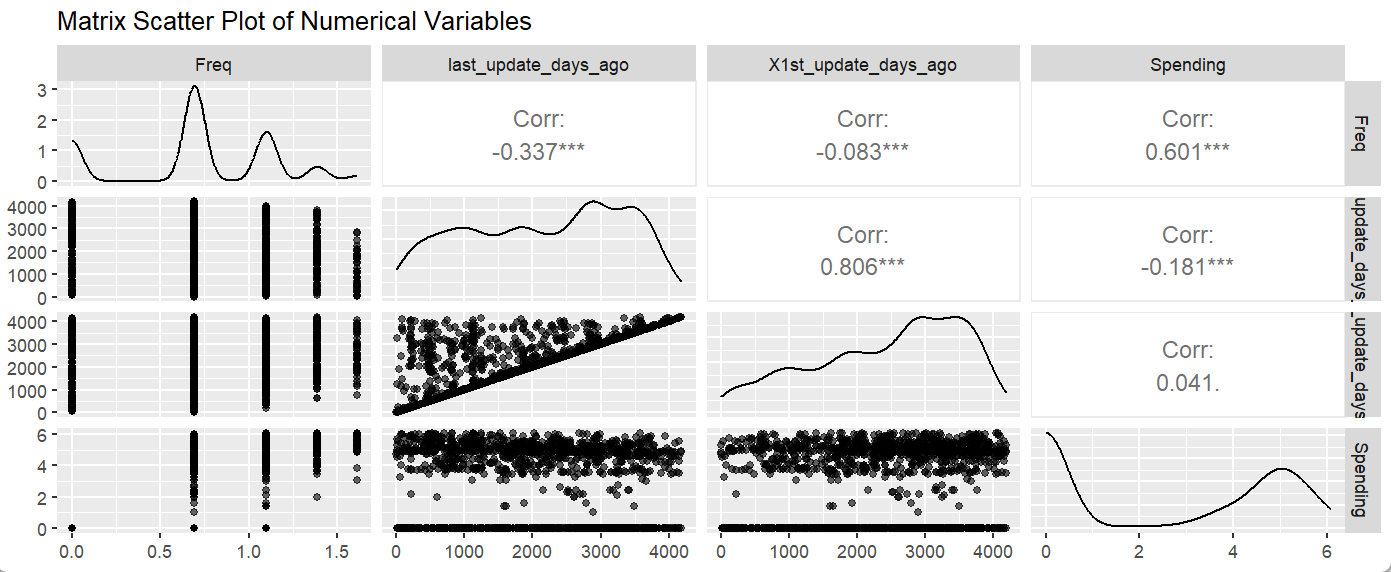 Matrix Scatter Plot of Numerical Variables
Freq
last_update_days_ago
X1st_update_days_ago
Spending
3
2
1
0
Corr:
-0.337***
Corr:
-0.083***
Corr:
0.601***
Freq
4000
3000
2000
1000
0
Corr:
0.806***
Corr:
-0.181***
update_days_
4000
3000
2000
1000
0
Corr:
0.041.
_update_days
6
4
2
0
Spending
0.0 0.5 1.0 1.5
0 1000 2000 3000 4000
0 1000 2000 3000 4000
0 2 4 6